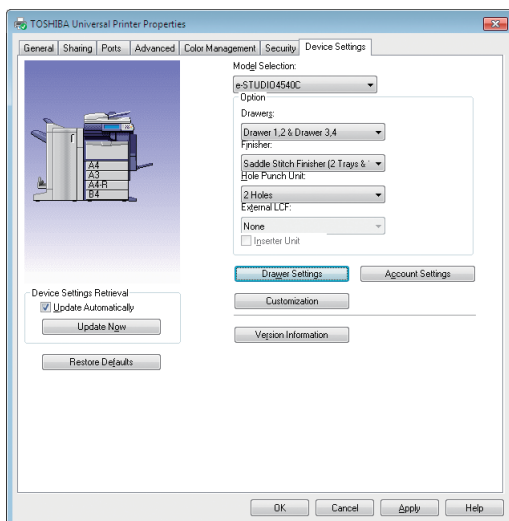 TOSHIBA Universal Printer Properties
General Sharing Ports Advanced Color Management Security Device Settings
Model Selection:
e-STUDIO4540C
Option
Drawers:
Drawer 1,2 & Drawer 3,4
Finisher:
Saddle Stitch Finisher (2 Trays &
Hole Punch Unit:
2 Holes
External LCF:
None
Inserter Unit
A4
A3
A4-R
B4
Drawer Settings Account Settings
Customization
Version Information
Device Settings Retrieval
Update Automatically
Update Now
Restore Defaults
OK Cancel Apply Help